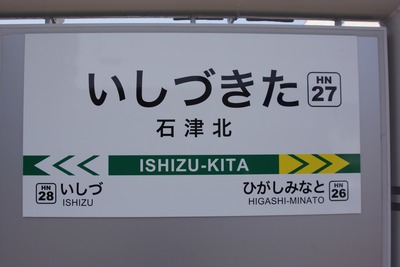 いしづきた HN 27
石津北
ISHIZU-KITA
HN 28 いしづ ひがしみなと HN 26
ISHIZU HIGASHI-MINATO